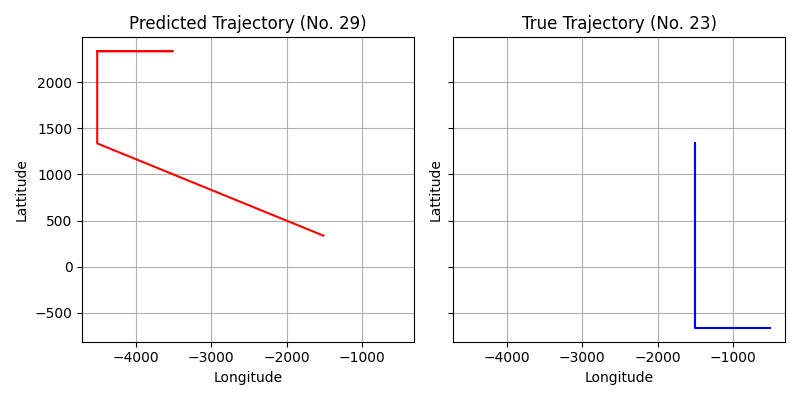 Predicted Trajectory (No. 29)
True Trajectory (No. 23)
Lattitude
2000
1500
1000
500
0
−500
−4000
−3000
−2000
−1000
Longitude
Lattitude
−4000
−3000
−2000
−1000
Longitude